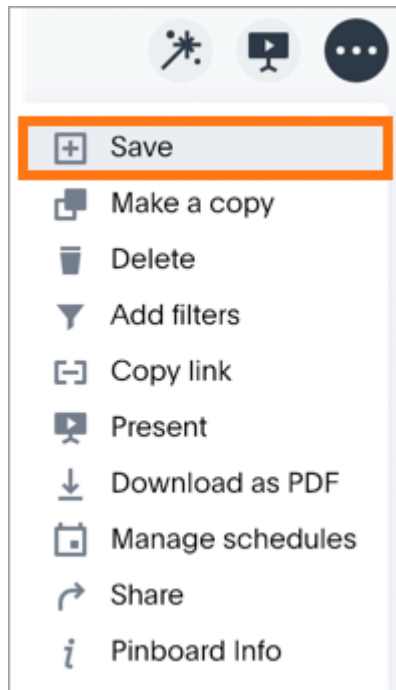 Save
Make a copy
Delete
Add filters
Copy link
Present
Download as PDF
Manage schedules
Share
Pinboard Info